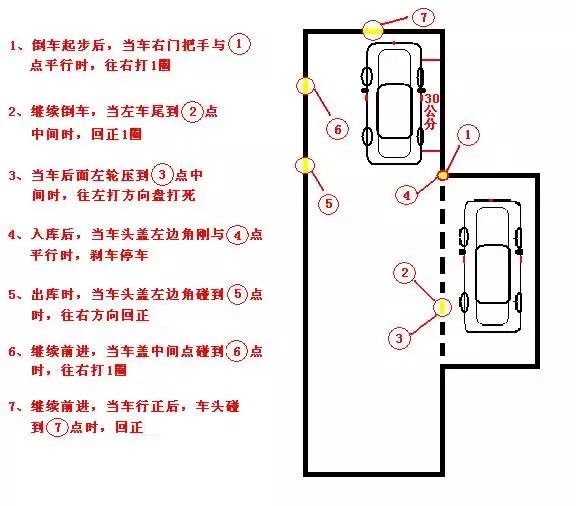 1、倒车起步后，当车右门把手与①
点平行时，往右打1圈
2、继续倒车，当左车尾到②点
中间时，回正1圈
3、当车后面左轮压到③点中
间时，往左打方向盘打死
4、入库后，当车头盖左边角刚与④点
平行时，刹车停车
5、出库时，当车头盖左边角碰到⑤点
时，往右方向回正
6、继续前进，当车盖中间点碰到⑥点
时，往右打1圈
7、继续前进，当车行正后，车头碰
到⑦点时，回正
⑦
30
公
分
⑥
①
④
⑤
②
③